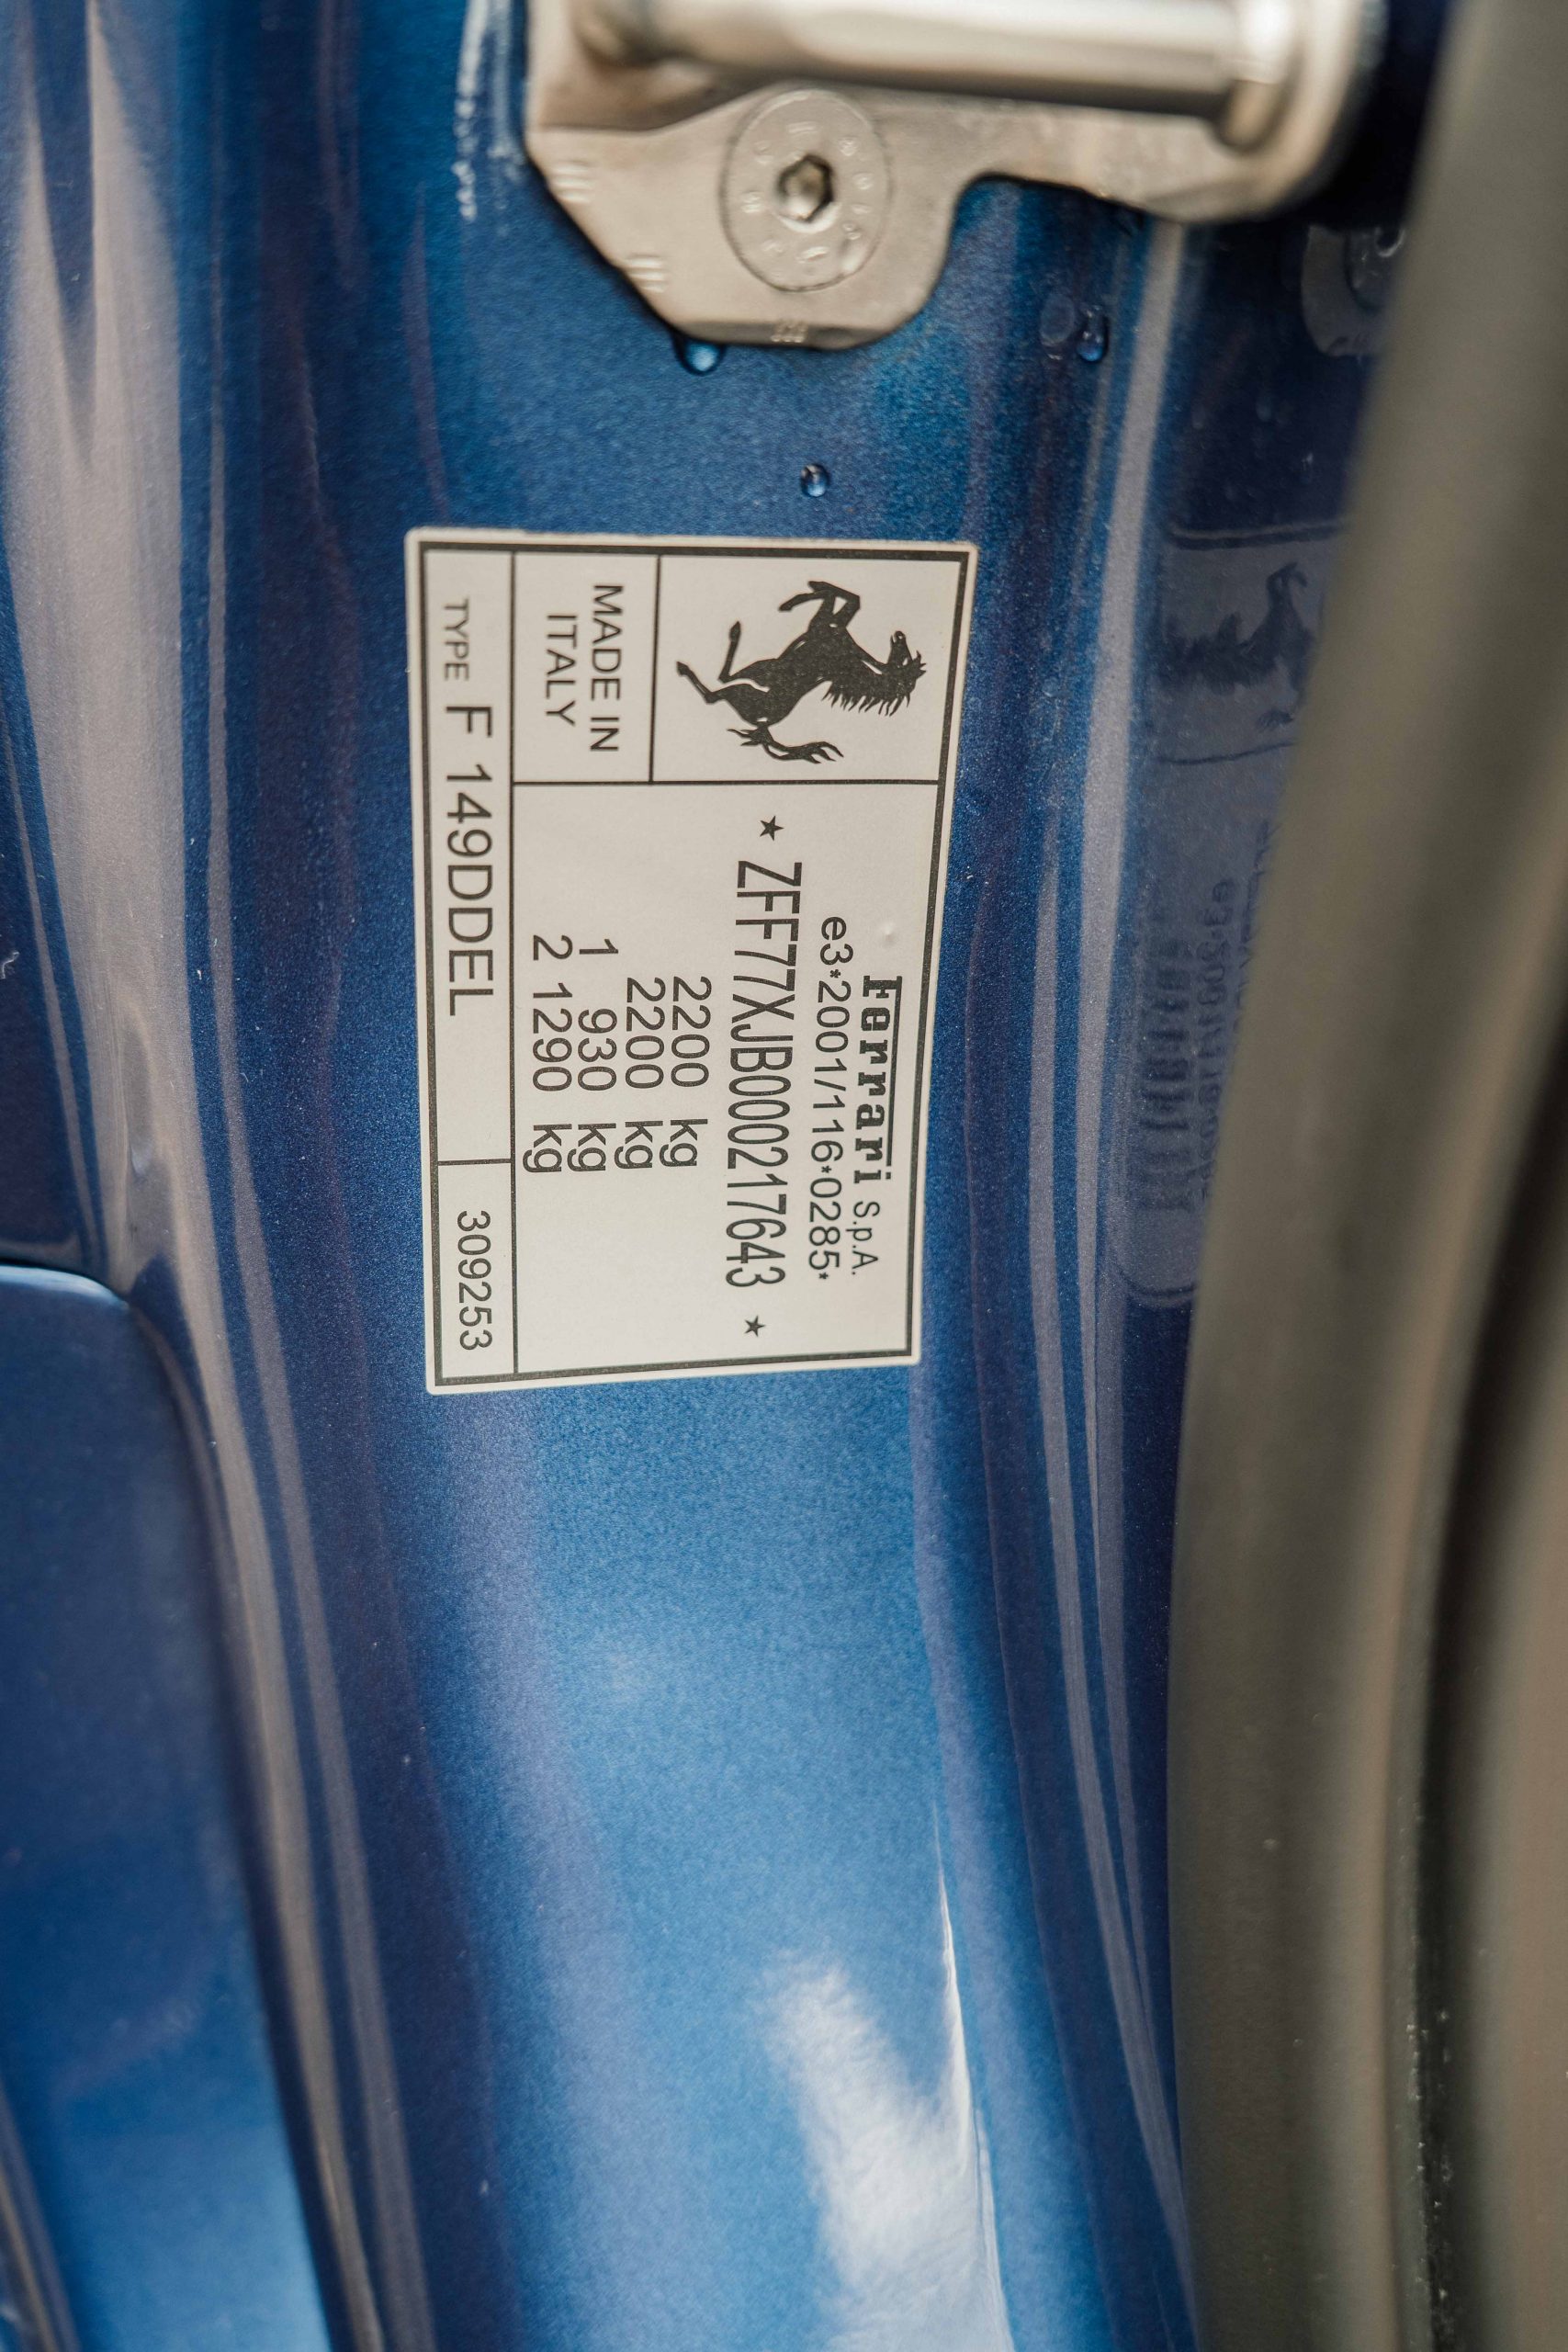 Ferrari S.p.A.
e3*2001/116*0285*
★ ZFF77XJB000217643 ★
MADE IN
ITALY
2200 kg
2200 kg
1 930 kg
2 1290 kg
TYPE F 149DDEL
309253